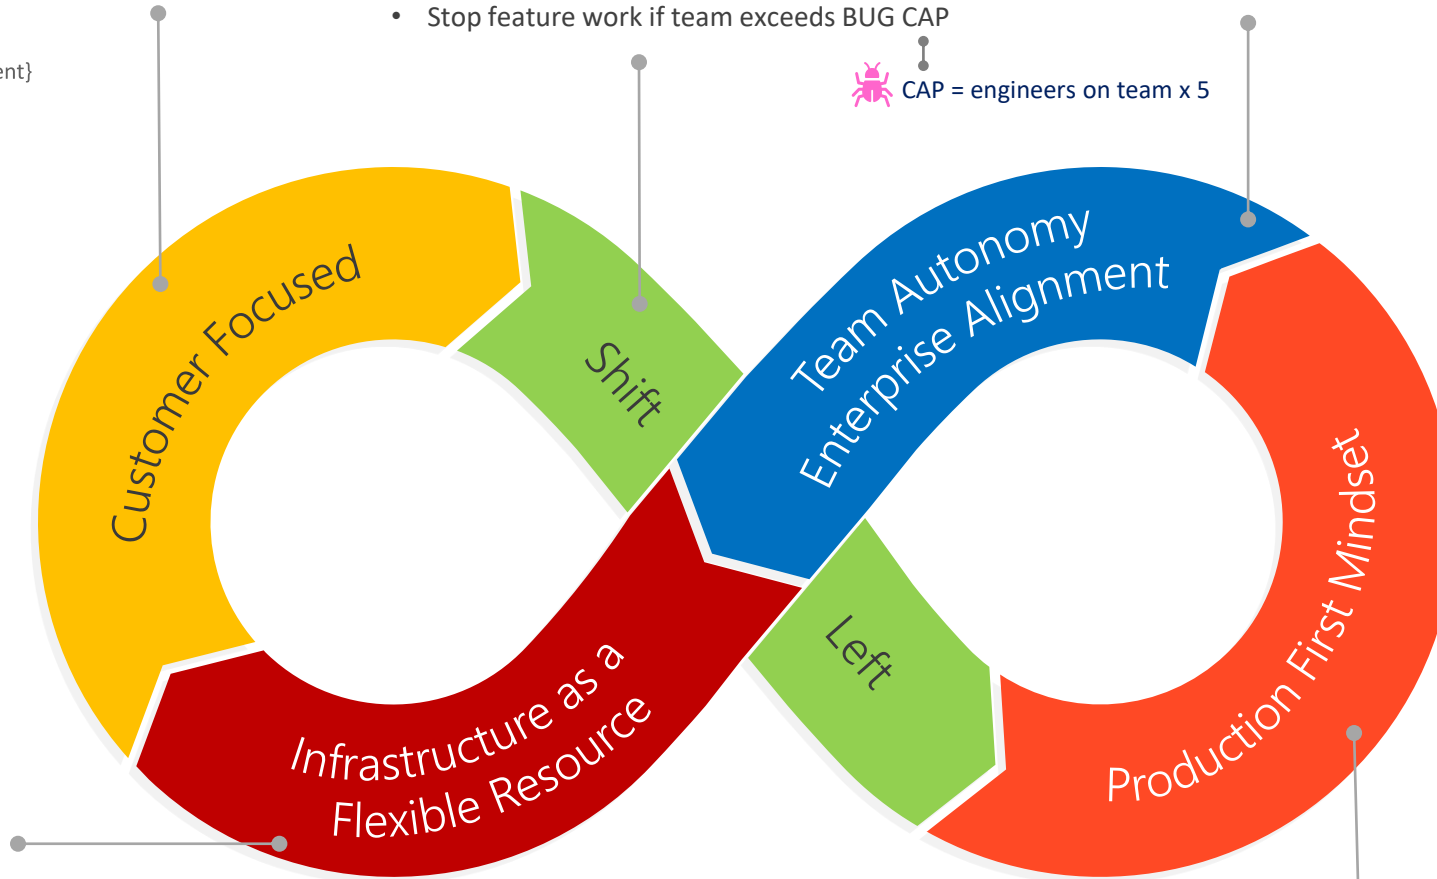 • Stop feature work if team exceeds BUG CAP
ent}
CAP = engineers on team x 5
Customer Focused
Shift
Team Autonomy
Enterprise Alignment
Left
Production First Mindset
Infrastructure as a
Flexible Resource